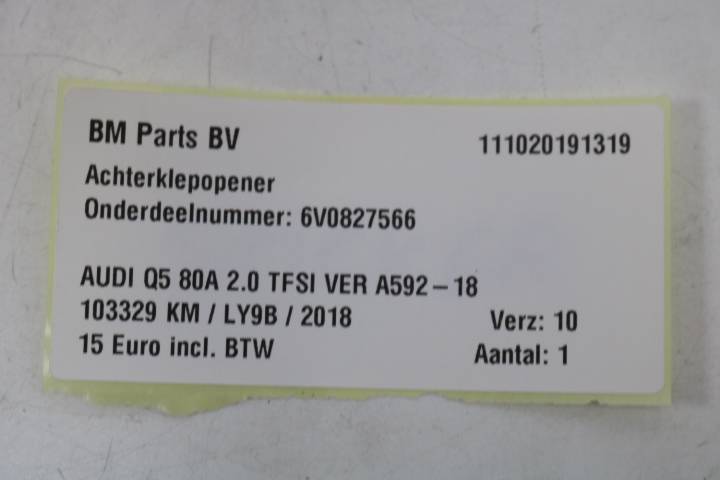 BM Parts BV 111020191319
Achterklepopener
Onderdeelnummer: 6V0827566
AUDI Q5 80A 2.0 TFSI VER A592-18
103329 KM / LY9B / 2018 Verz: 10
15 Euro incl. BTW Aantal: 1